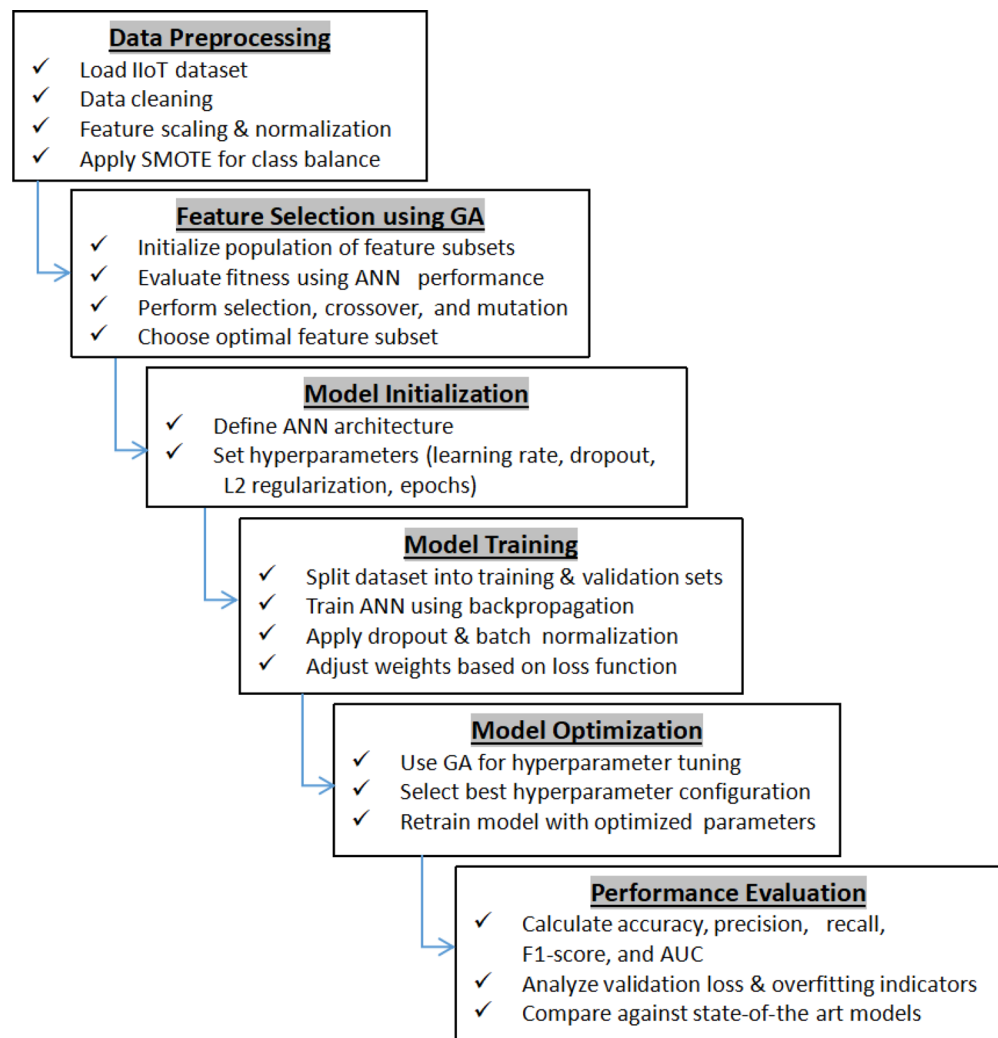 Data Preprocessing
✓ Load IIoT dataset
✓ Data cleaning
✓ Feature scaling & normalization
✓ Apply SMOTE for class balance
Feature Selection using GA
✓ Initialize population of feature subsets
✓ Evaluate fitness using ANN performance
✓ Perform selection, crossover, and mutation
✓ Choose optimal feature subset
Model Initialization
✓ Define ANN architecture
✓ Set hyperparameters (learning rate, dropout,
L2 regularization, epochs)
Model Training
✓ Split dataset into training & validation sets
✓ Train ANN using backpropagation
✓ Apply dropout & batch normalization
✓ Adjust weights based on loss function
Model Optimization
✓ Use GA for hyperparameter tuning
✓ Select best hyperparameter configuration
✓ Retrain model with optimized parameters
Performance Evaluation
✓ Calculate accuracy, precision, recall,
F1-score, and AUC
✓ Analyze validation loss & overfitting indicators
✓ Compare against state-of-the art models